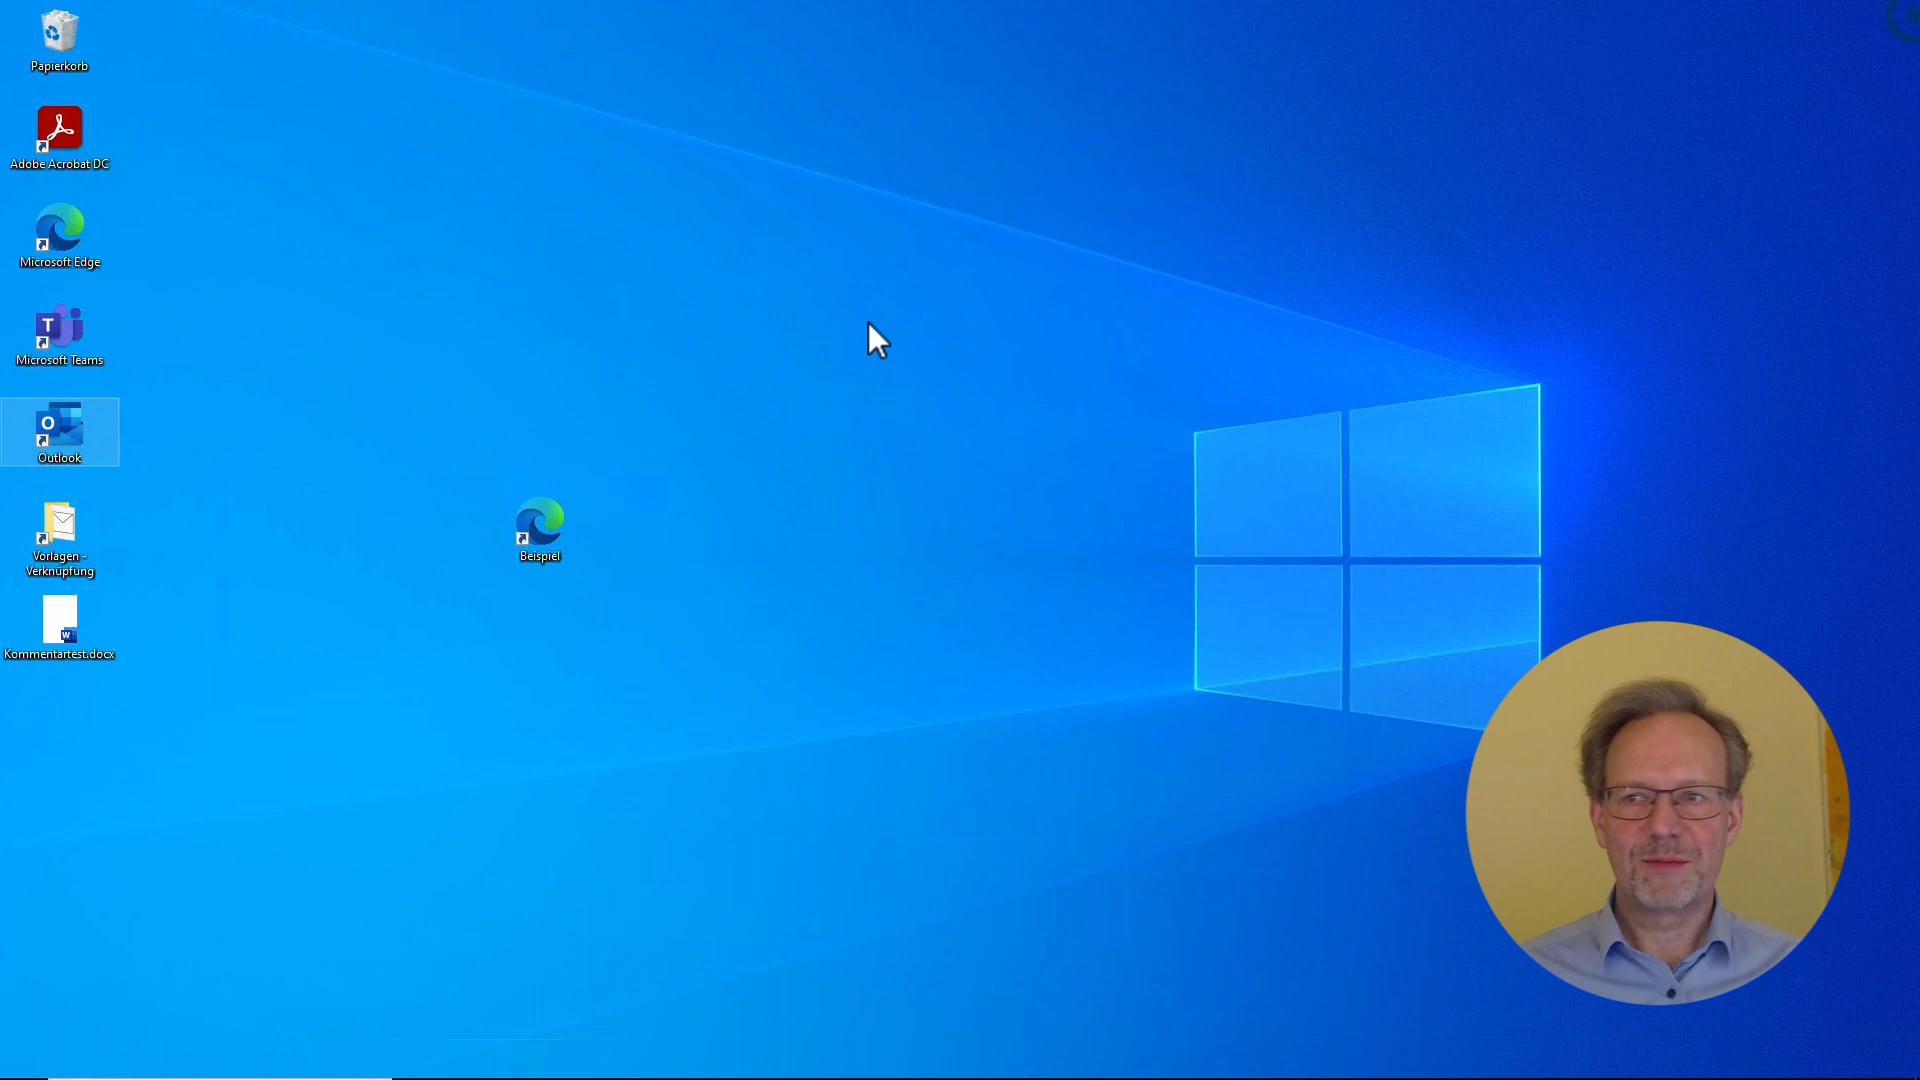 Papierkorb
Adobe Acrobat DC
Microsoft Edge
T
Microsoft Teams
O
Outlook
Vorlagen -
Verknüpfung
W
Kommentartest.docx
Beispiel